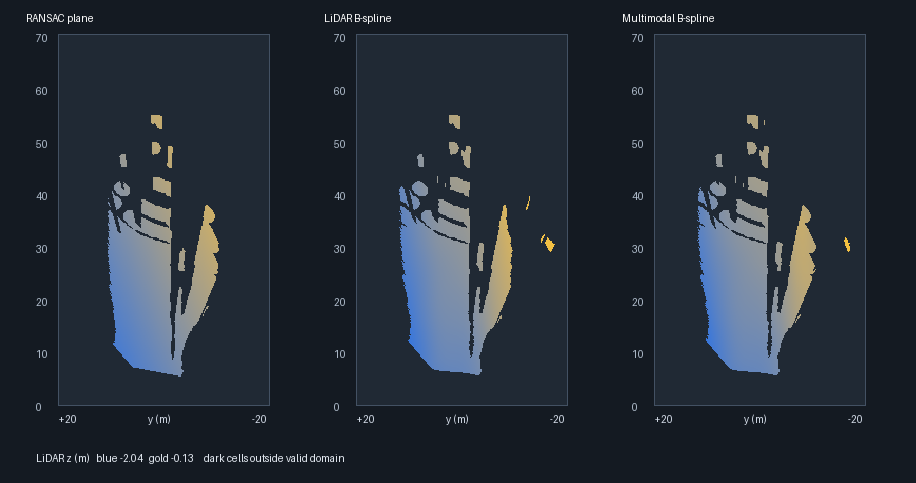 RANSAC plane LiDAR B-spline Multimodal B-spline
70 70 70
60 60 60
50 50 50
40 40 40
30 30 30
20 20 20
10 10 10
0 0 0
+20 y (m) -20 +20 y (m) -20 +20 y (m) -20
LiDAR z (m) blue -2.04 gold -0.13 dark cells outside valid domain